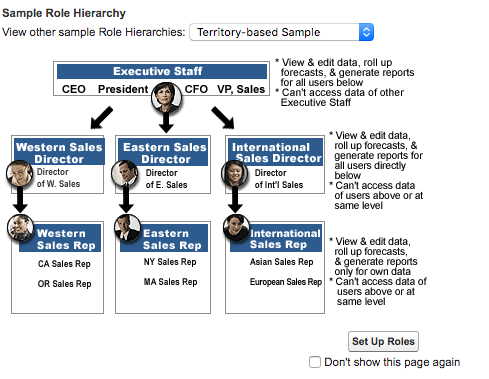 Sample Role Hierarchy
View other sample Role Hierarchies: Territory-based Sample
Executive Staff
CEO President CFO VP, Sales
* View & edit data, roll up
forecasts, & generate reports
for all users below
* Can't access data of other
Executive Staff
Western Sales
Director
Director
of W. Sales
Eastern Sales
Director
Director
of E. Sales
International
Sales Director
Director
of Int'l Sales
* View & edit data,
roll up forecasts, &
generate reports for
all users directly
below
* Can't access data
of users above or at
same level
Western
Sales Rep
CA Sales Rep
OR Sales Rep
Eastern
Sales Rep
NY Sales Rep
MA Sales Rep
International
Sales Rep
Asian Sales Rep
European Sales Rep
* View & edit data,
roll up forecasts,
& generate reports
only for own data
* Can't access data of
users above or at
same level
Set Up Roles
Don't show this page again